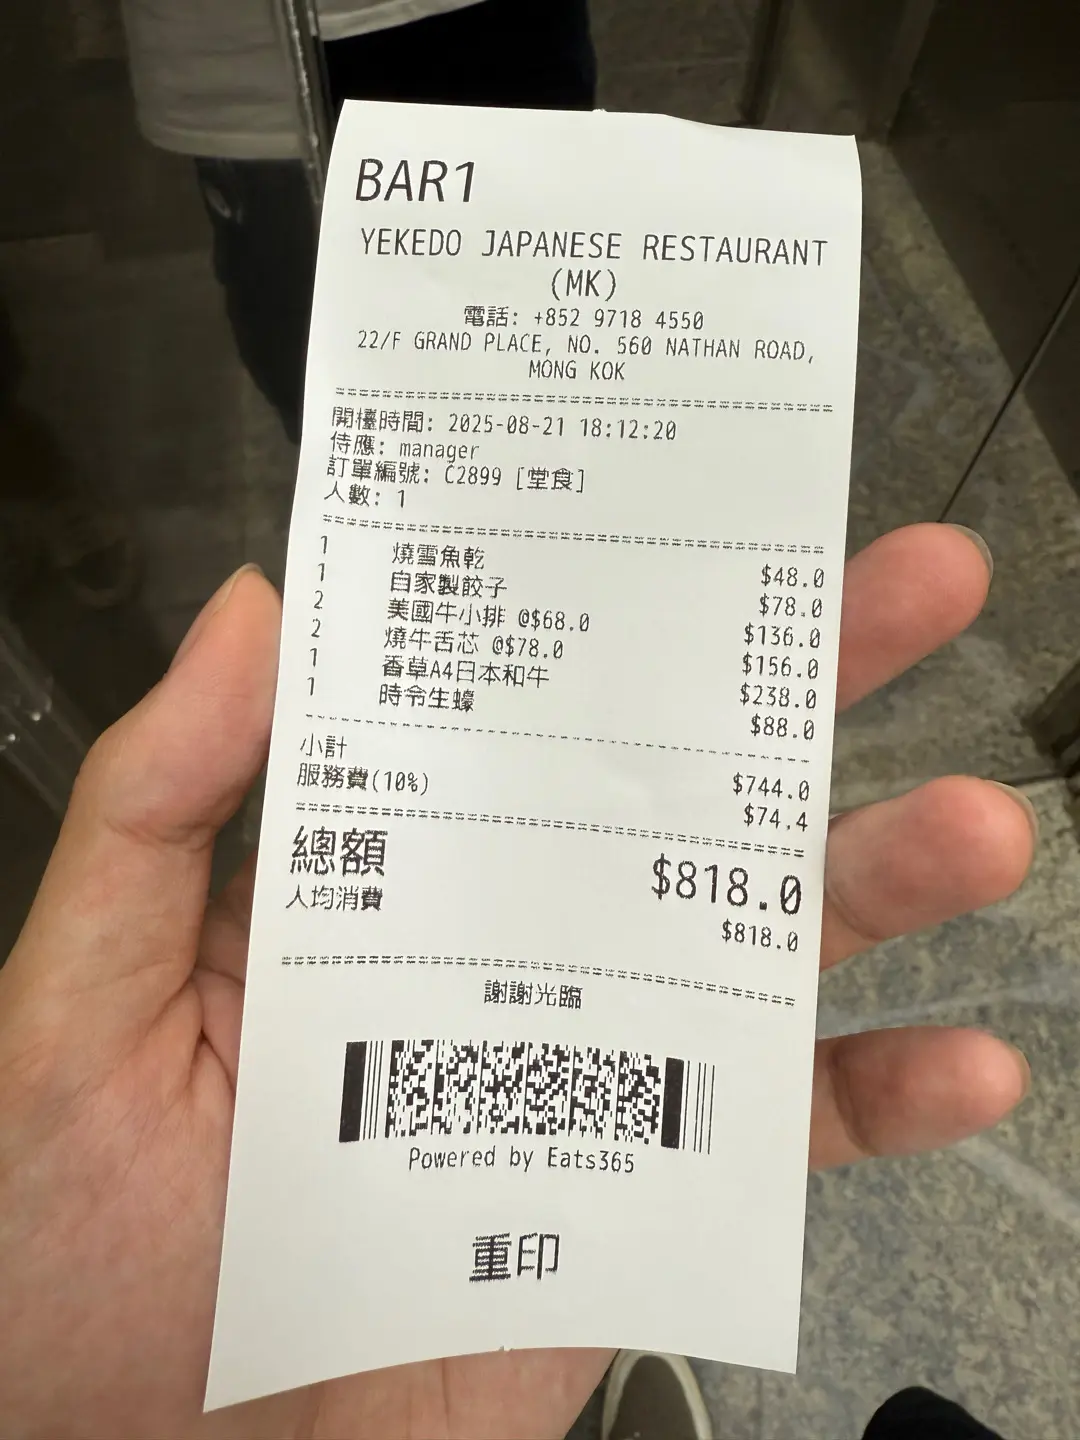 BAR1
YEKEDO JAPANESE RESTAURANT
(MK)
電話: +852 9718 4550
22/F GRAND PLACE, NO. 560 NATHAN ROAD,
MONG KOK
開檯時間: 2025-08-21 18:12:20
侍應: manager
訂單編號: C2899 [堂食]
人數: 1
1 燒雪魚乾 $48.0
1 自家製餃子 $78.0
2 美國牛小排 @$68.0 $136.0
2 燒牛舌芯 @$78.0 $156.0
1 香草A4日本和牛 $238.0
1 時令生蠔 $88.0
小計 $744.0
服務費(10%) $74.4
總額 $818.0
人均消費 $818.0
謝謝光臨
Powered by Eats365
重印